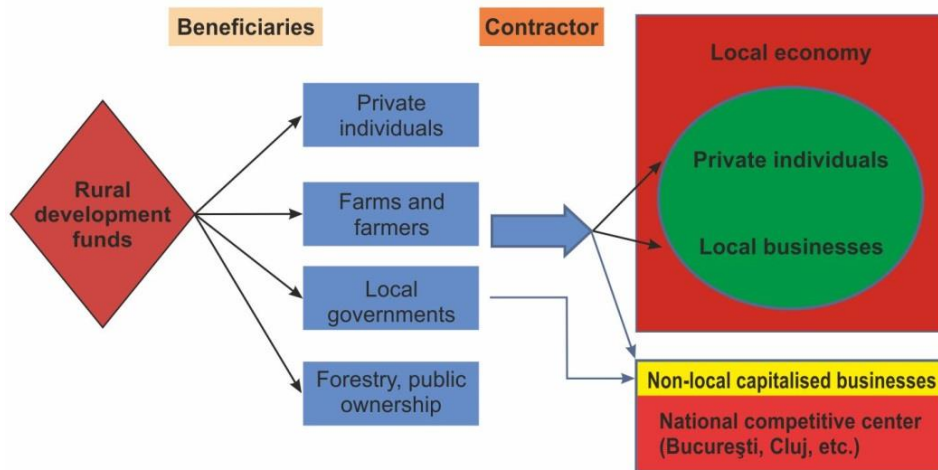 Beneficiaries
Contractor
Local economy
Private
individuals
Private individuals
Rural
development
funds
Farms and
farmers
Local businesses
Local
governments
Forestry, public
ownership
Non-local capitalised businesses
National competitive center
(Bucureşti, Cluj, etc.)